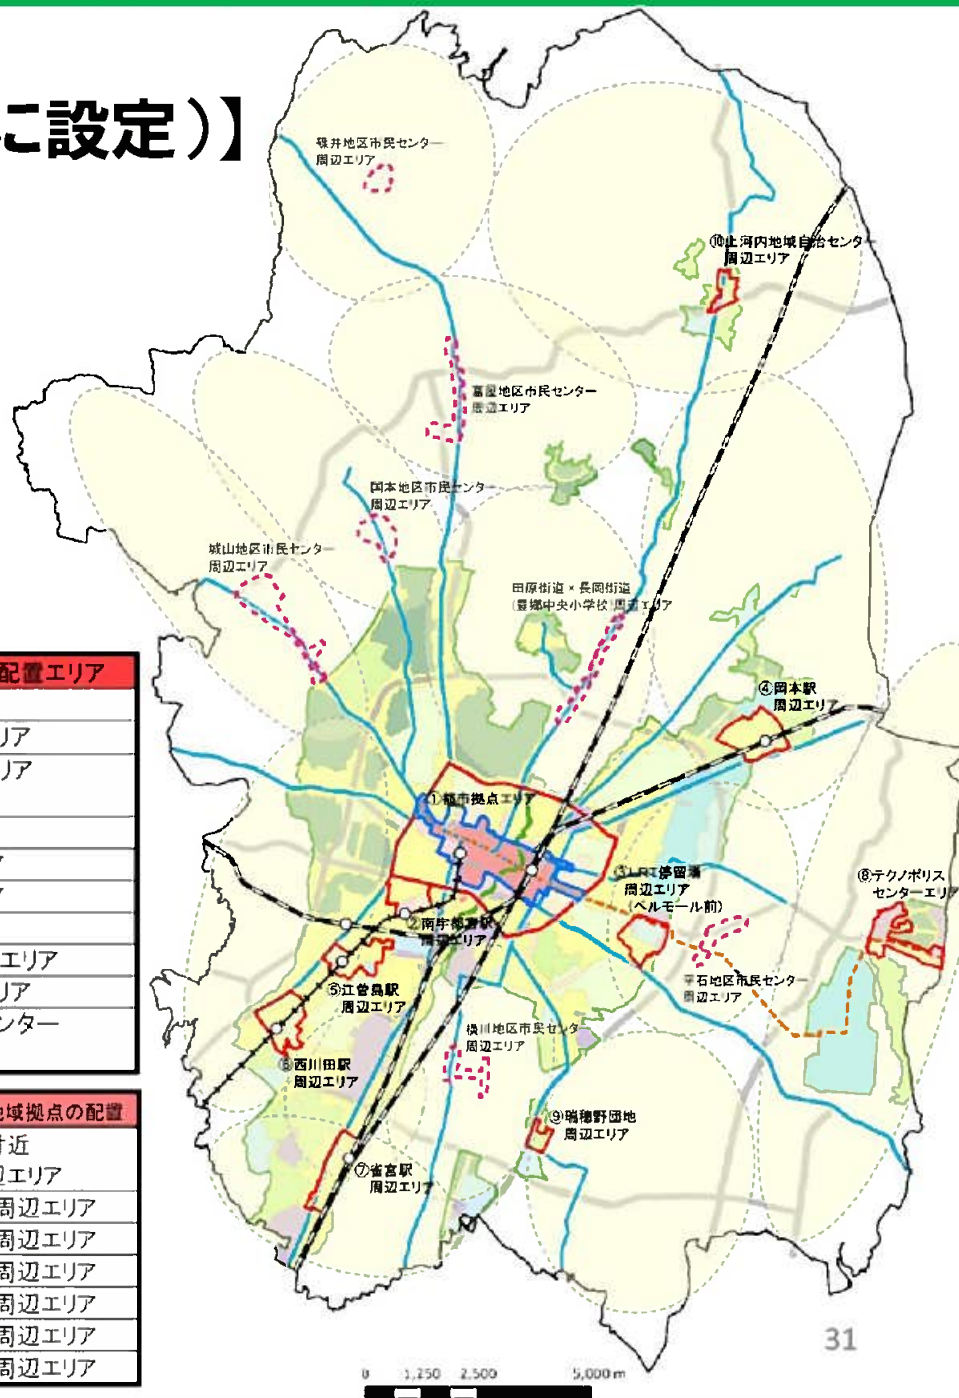 に設定)】
篠井地区市民センター
周辺エリア
⑩上河内地域自治センター
周辺エリア
富屋地区市民センター
周辺エリア
国本地区市民センター
周辺エリア
城山地区市民センター
周辺エリア
田原街道×長岡街道
(豊郷中央小学校)周辺エリア
④岡本駅
周辺エリア
①都市拠点エリア
③LRT停留場
周辺エリア
(ベルモール前)
⑧テクノポリス
センターエリア
②南宇都宮駅
周辺エリア
平石地区市民センター
周辺エリア
⑤江曽島駅
周辺エリア
横川地区市民センター
周辺エリア
⑥西川田駅
周辺エリア
⑨瑞穂野団地
周辺エリア
⑦雀宮駅
周辺エリア
配置エリア
リア
リア
ア
ア
エリア
リア
ンター
地域拠点の配置
付近
辺エリア
周辺エリア
周辺エリア
周辺エリア
周辺エリア
周辺エリア
周辺エリア
31
0 1,250 2,500 5,000 m